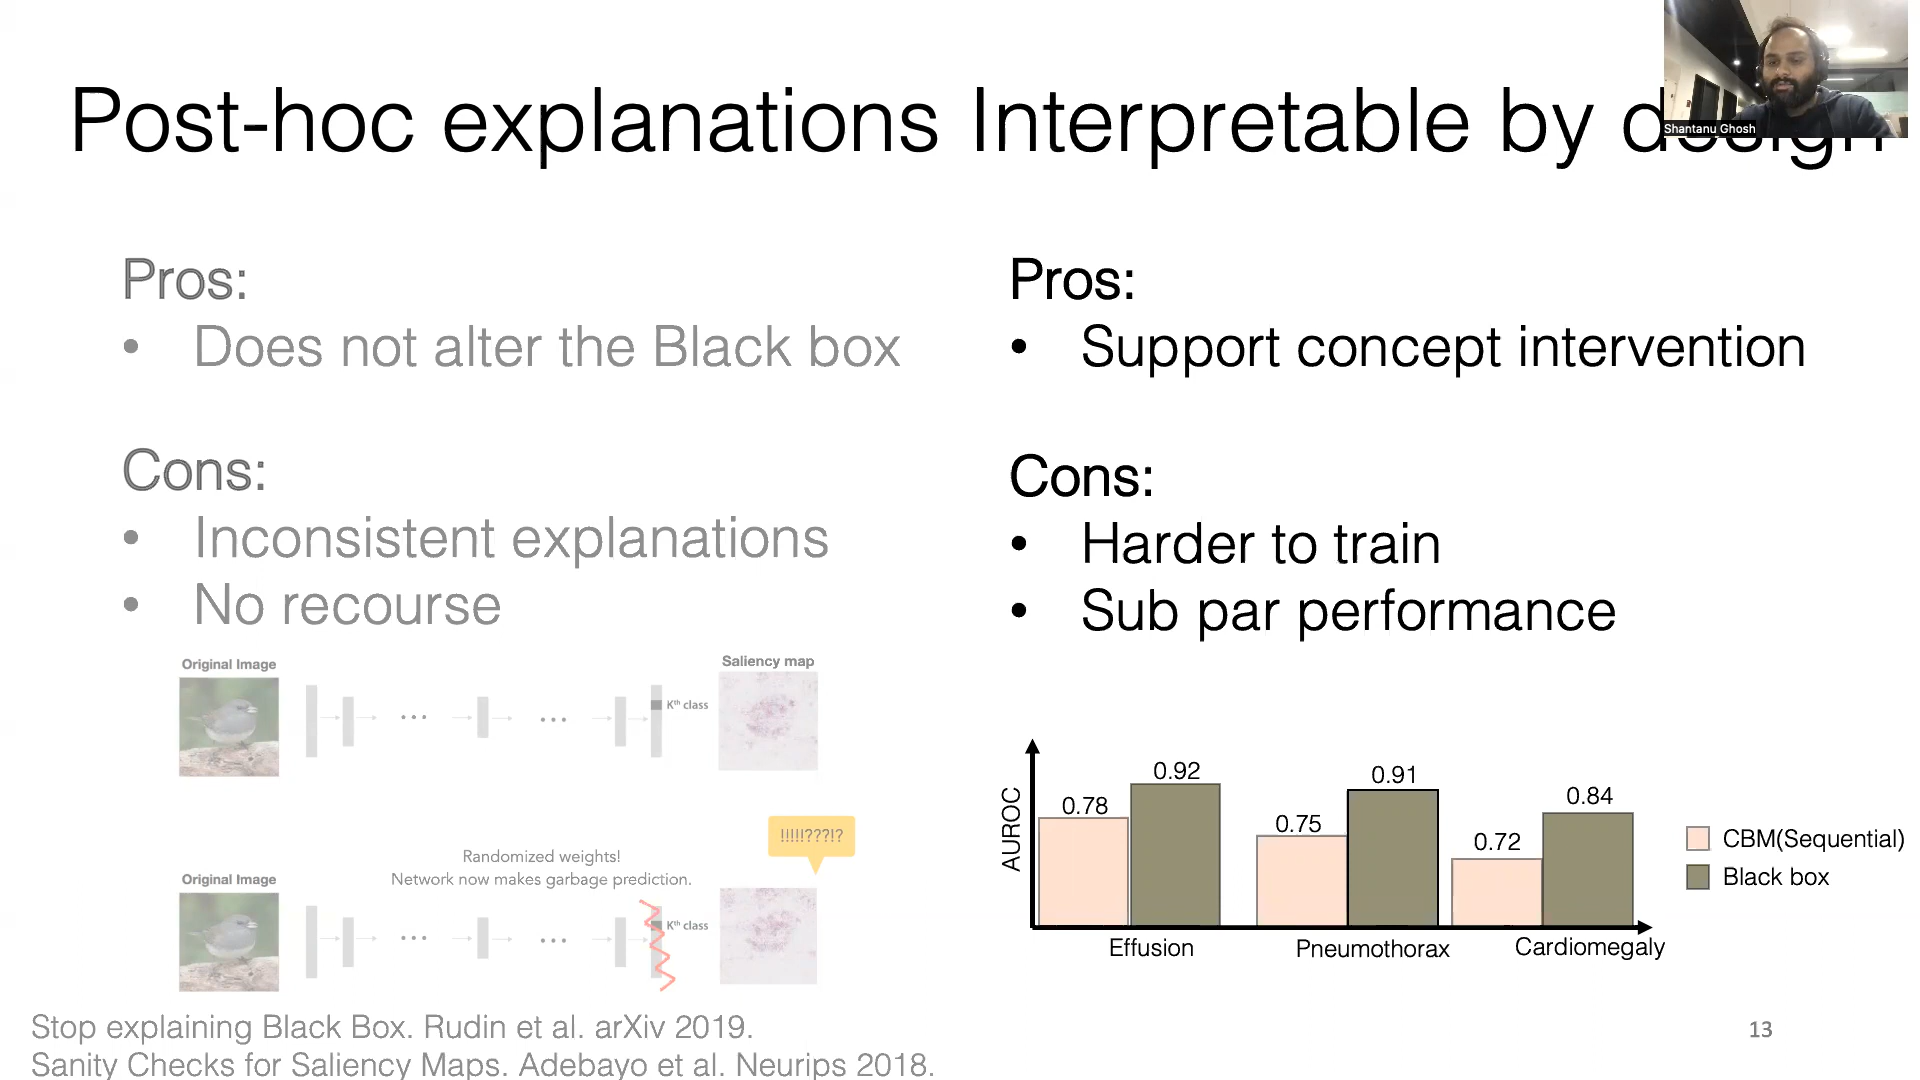 Post-hoc explanations Interpretable by design
Shantanu Ghosh
Pros:
• Does not alter the Black box
Cons:
• Inconsistent explanations
• No recourse
Original Image
Saliency map
Kth class
!!!!!???!?
Randomized weights!
Network now makes garbage prediction.
Original Image
Kth class
Pros:
• Support concept intervention
Cons:
• Harder to train
• Sub par performance
AUROC
0.78
0.92
0.75
0.91
0.72
0.84
Effusion
Pneumothorax
Cardiomegaly
CBM(Sequential)
Black box
Stop explaining Black Box. Rudin et al. arXiv 2019.
Sanity Checks for Saliency Maps. Adebayo et al. Neurips 2018.
13